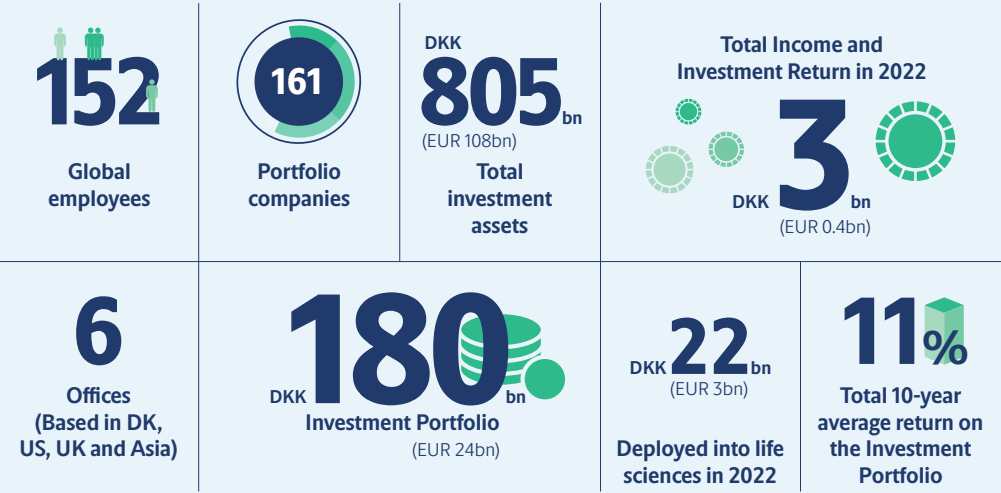 152
Global
employees
161
Portfolio
companies
DKK
805bn
(EUR 108bn)
Total
investment
assets
Total Income and
Investment Return in 2022
DKK 3 bn
(EUR 0.4bn)
6
Offices
(Based in DK,
US, UK and Asia)
DKK 180 bn
Investment Portfolio
(EUR 24bn)
DKK 22 bn
(EUR 3bn)
Deployed into life
sciences in 2022
11%
Total 10-year
average return on
the Investment
Portfolio